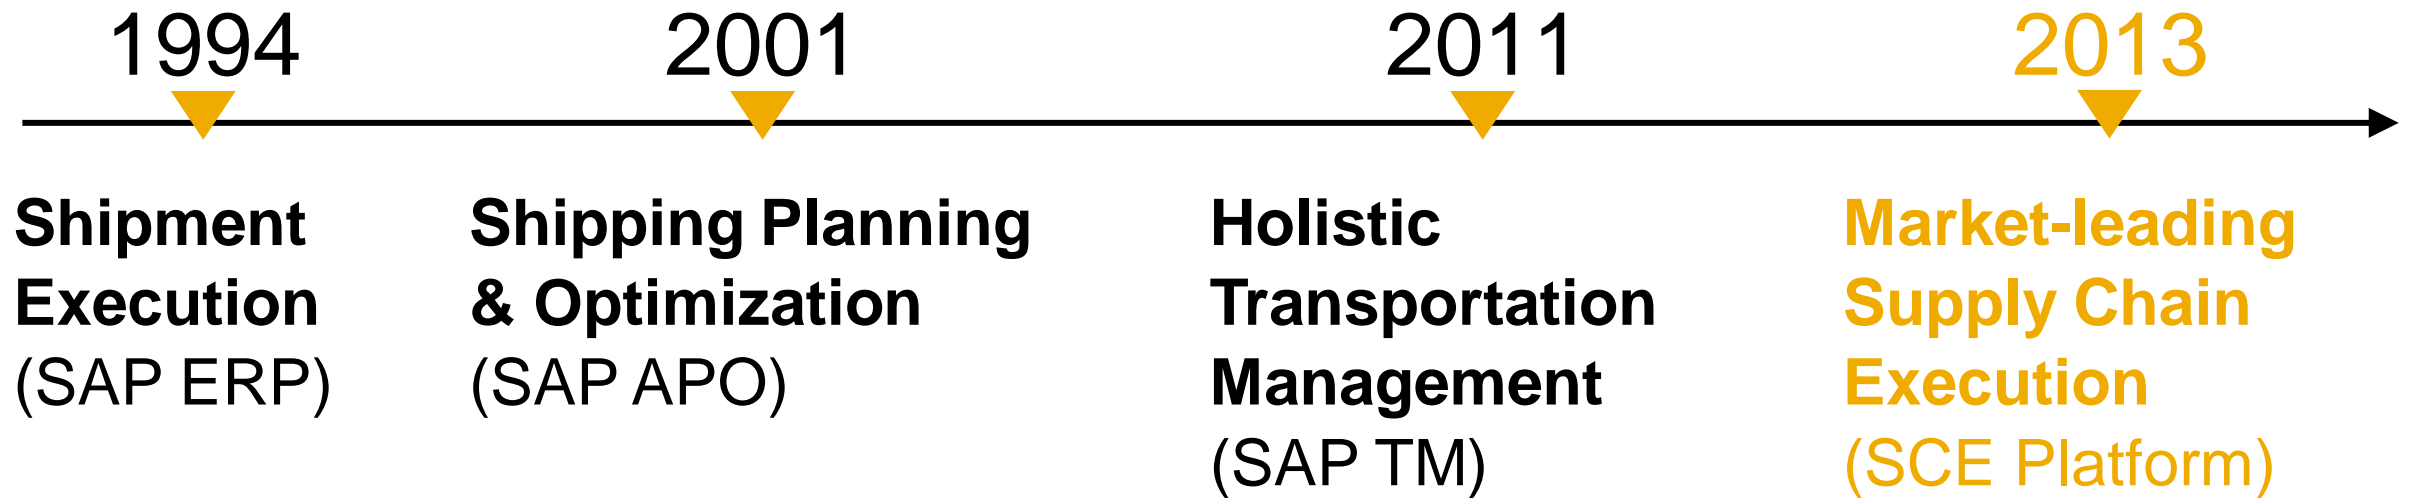 1994
2001
2011
2013
Shipment
Execution
(SAP ERP)
Shipping Planning
& Optimization
(SAP APO)
Holistic
Transportation
Management
(SAP TM)
Market-leading
Supply Chain
Execution
(SCE Platform)